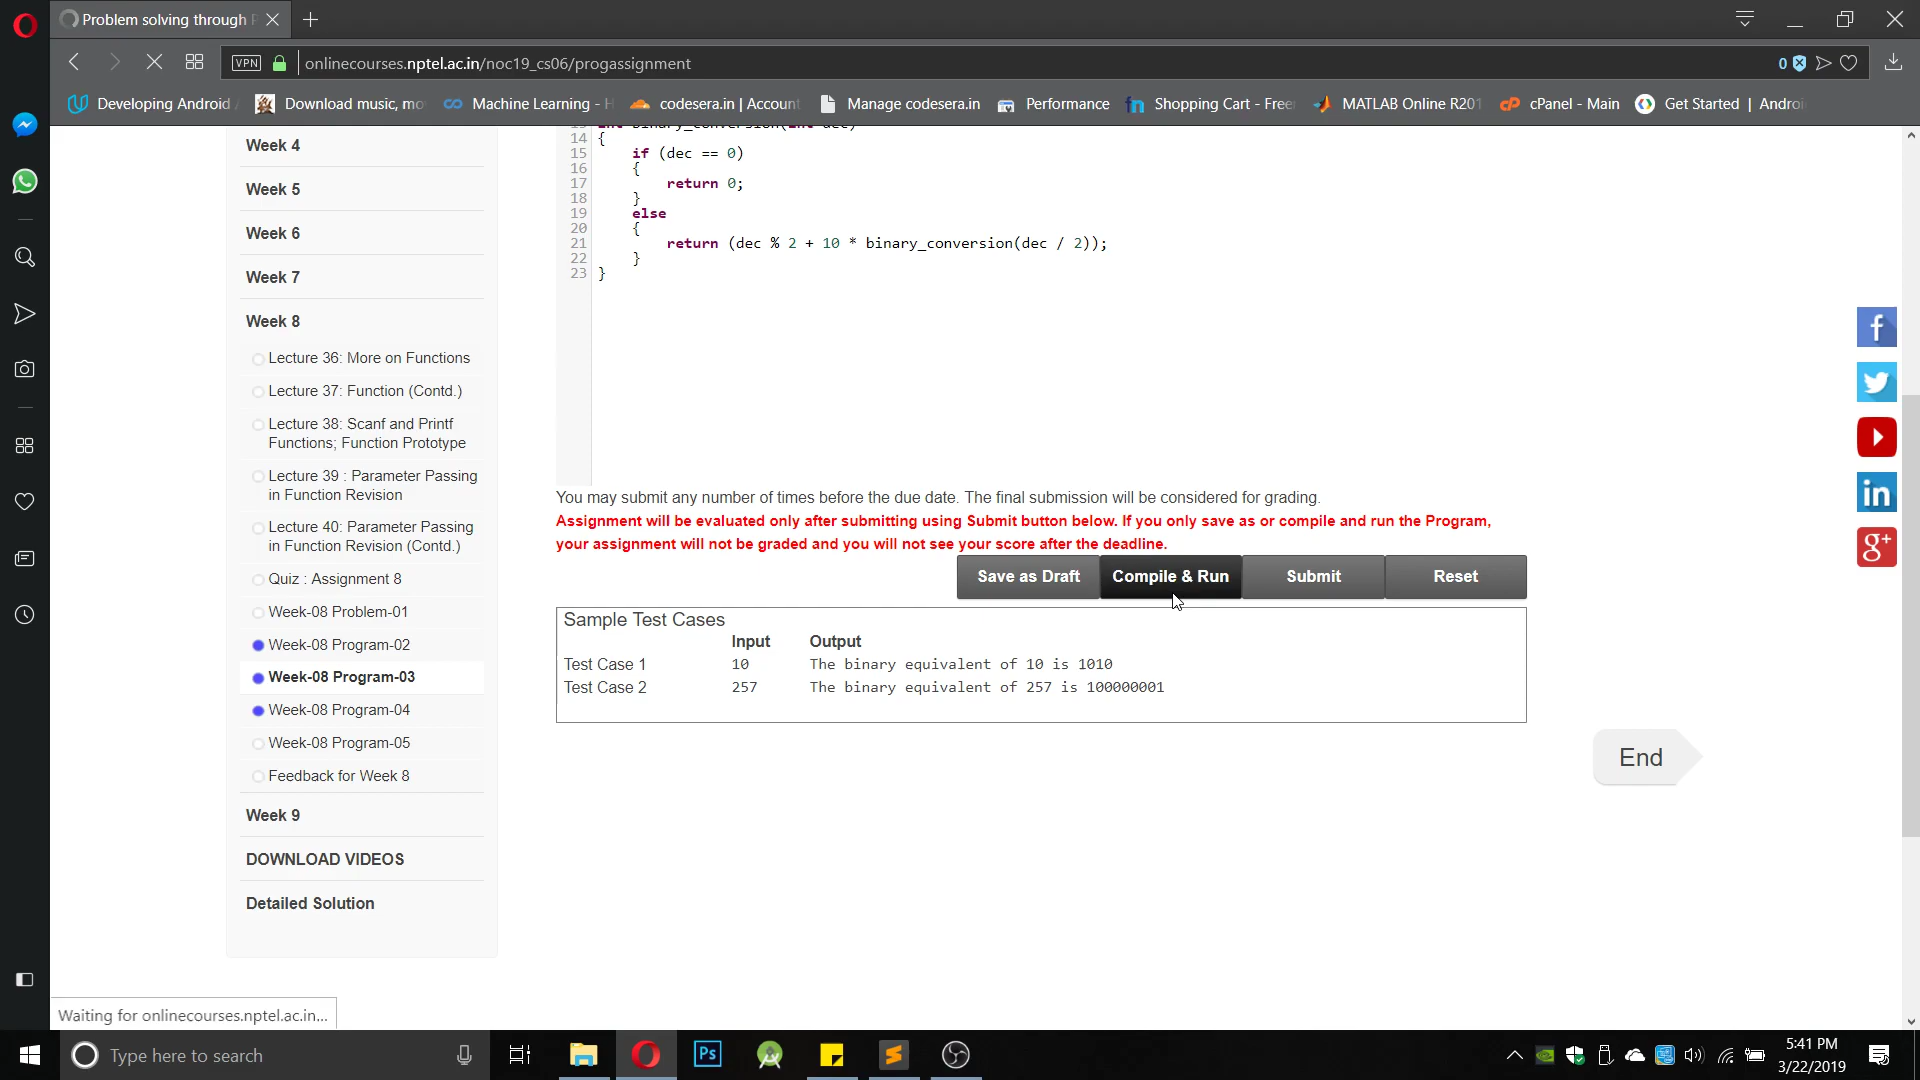 Problem solving through P
VPN
onlinecourses.nptel.ac.in/noc19_cs06/progassignment
0
Developing Android
Download music, mo
Machine Learning - H
codesera.in | Account
Manage codesera.in
Performance
Shopping Cart - Free
MATLAB Online R201
cPanel - Main
Get Started | Androi
Week 4
Week 5
Week 6
Week 7
Week 8
Lecture 36: More on Functions
Lecture 37: Function (Contd.)
Lecture 38: Scanf and Printf
Functions; Function Prototype
Lecture 39 : Parameter Passing
in Function Revision
Lecture 40: Parameter Passing
in Function Revision (Contd.)
Quiz : Assignment 8
Week-08 Problem-01
Week-08 Program-02
Week-08 Program-03
Week-08 Program-04
Week-08 Program-05
Feedback for Week 8
Week 9
DOWNLOAD VIDEOS
Detailed Solution
13 int binary_conversion(int dec)
14 {
15 if (dec == 0)
16 {
17 return 0;
18 }
19 else
20 {
21 return (dec % 2 + 10 * binary_conversion(dec / 2));
22 }
23 }
You may submit any number of times before the due date. The final submission will be considered for grading.
Assignment will be evaluated only after submitting using Submit button below. If you only save as or compile and run the Program,
your assignment will not be graded and you will not see your score after the deadline.
Save as Draft
Compile & Run
Submit
Reset
Sample Test Cases
Input Output
Test Case 1 10 The binary equivalent of 10 is 1010
Test Case 2 257 The binary equivalent of 257 is 100000001
End
f
in
g+
Waiting for onlinecourses.nptel.ac.in...
Type here to search
Ps
5:41 PM
3/22/2019